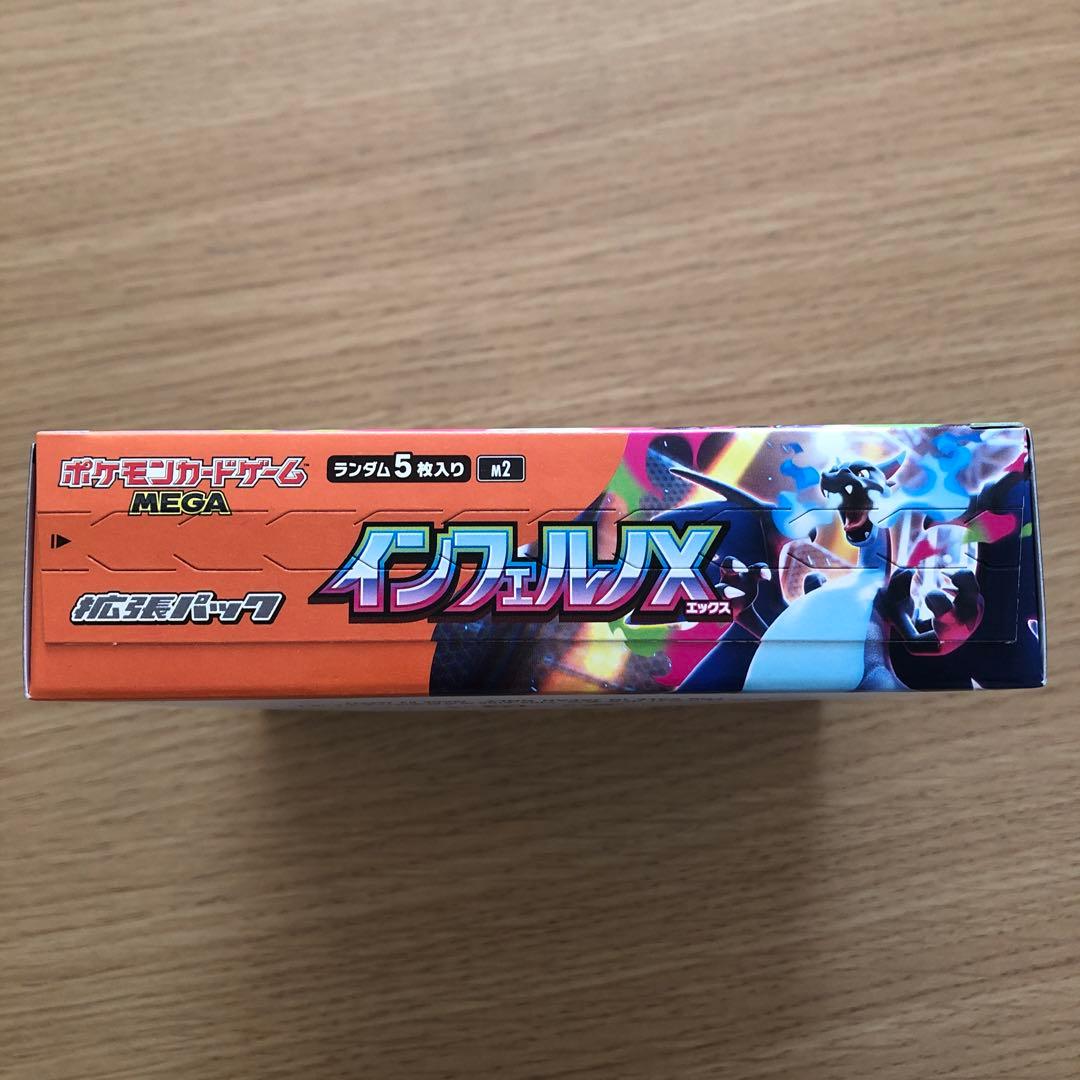 ポケモンカードゲーム
MEGA
ランダム5枚入り
M2
インフェルノX
エックス
拡張パック